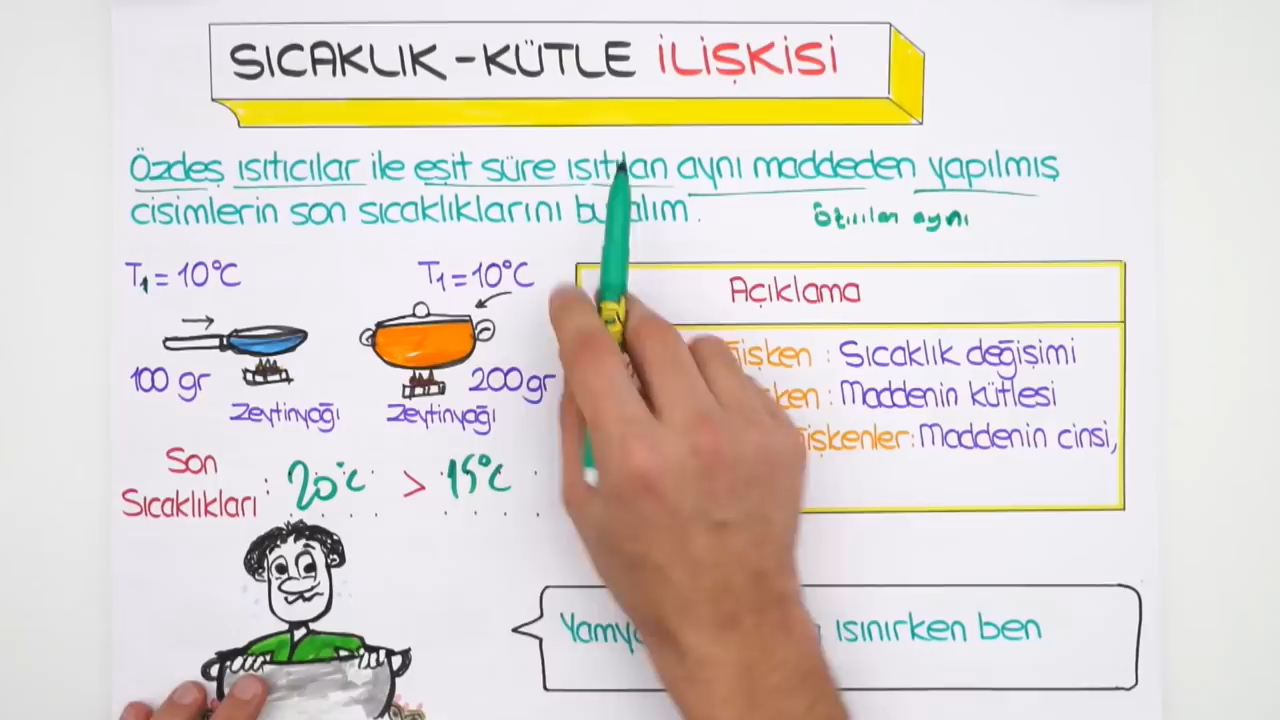 SICAKLIK-KÜTLE İLİŞKİSİ
Özdeş ısıtıcılar ile eşit süre ısıtılan aynı maddeden yapılmış
cisimlerin son sıcaklıklarını bulalım.
özısıları aynı
T1 = 10°C
T1 = 10°C
100 gr
200 gr
Zeytinyağı
Zeytinyağı
Son
Sıcaklıkları : 20°C > 15°C
Açıklama
: Sıcaklık değişimi
: Maddenin kütlesi
: Maddenin cinsi,
ısınırken ben